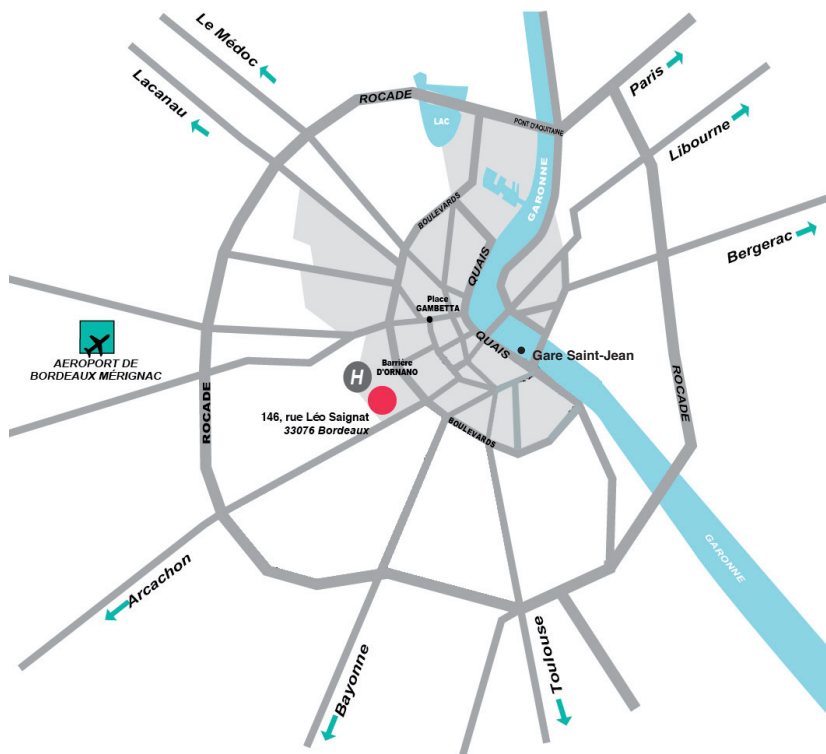 Le Médoc
Lacanau
ROCADE
LAC
PONT D'AQUITAINE
Paris
Libourne
BOULEVARDS
GARONNE
QUAIS
Bergerac
Place
GAMBETTA
QUAIS
Gare Saint-Jean
AEROPORT DE
BORDEAUX MÉRIGNAC
Barrière
D'ORNANO
H
146, rue Léo Saignat
33076 Bordeaux
ROCADE
ROCADE
BOULEVARDS
GARONNE
Arcachon
Bayonne
Toulouse